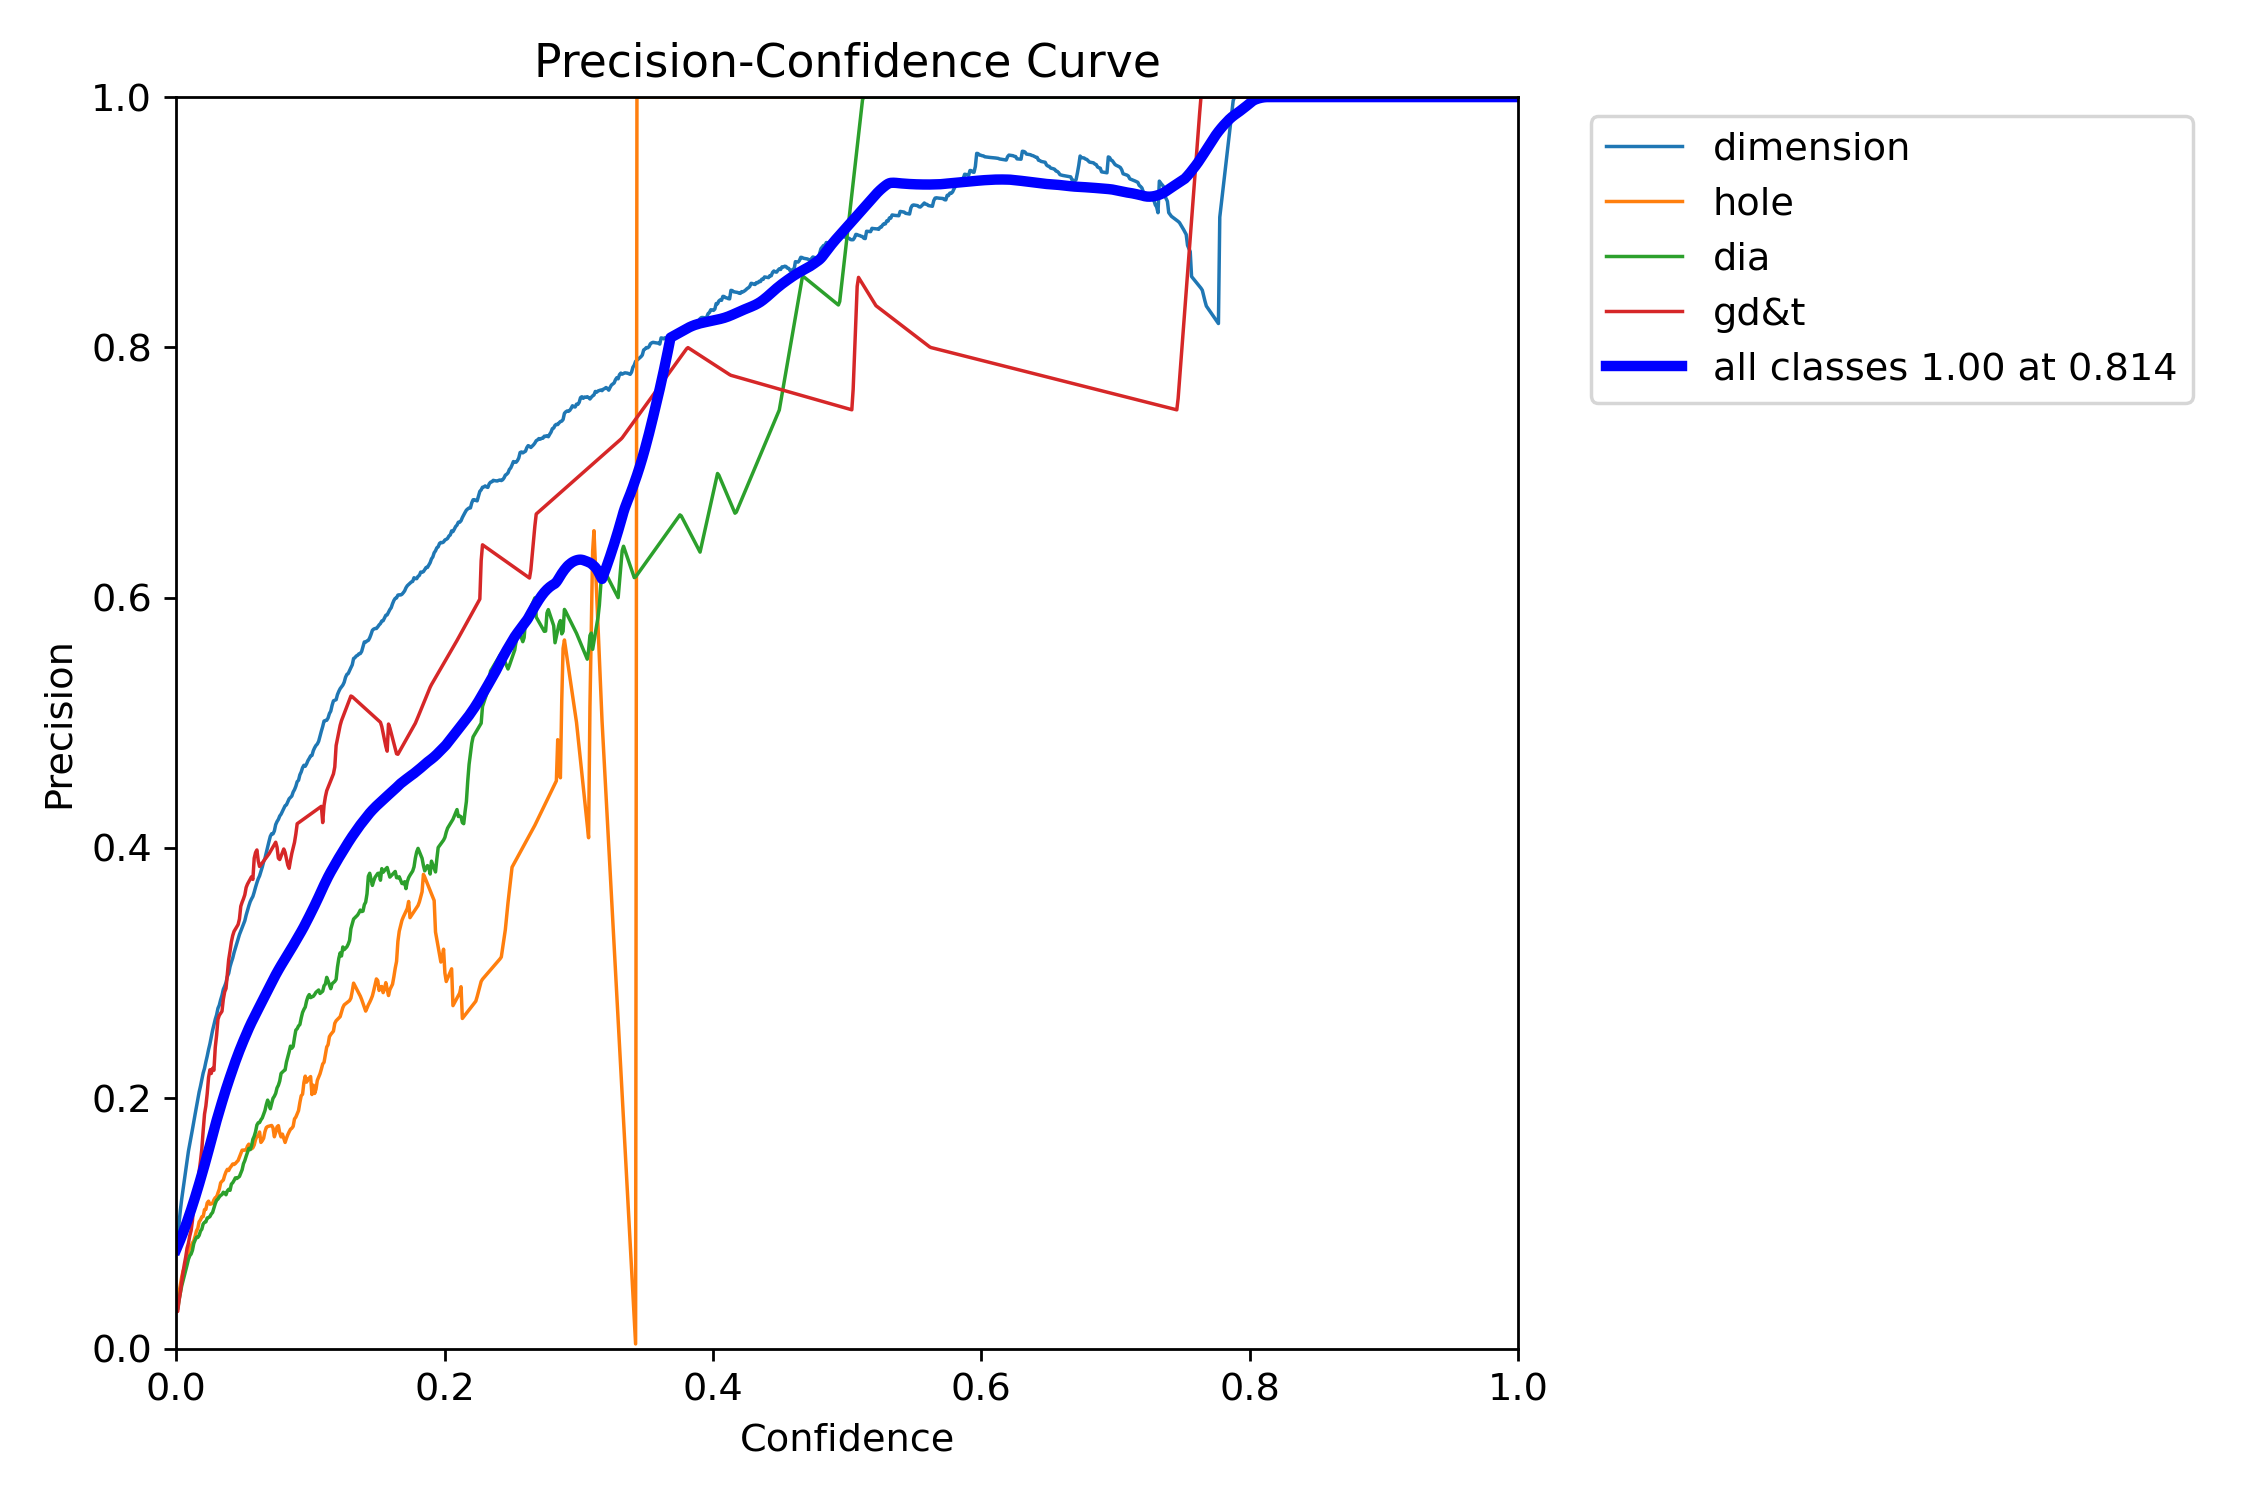 Precision-Confidence Curve
1.0
0.8
0.6
0.4
0.2
0.0
Precision
0.0 0.2 0.4 0.6 0.8 1.0
Confidence
dimension
hole
dia
gd&t
all classes 1.00 at 0.814